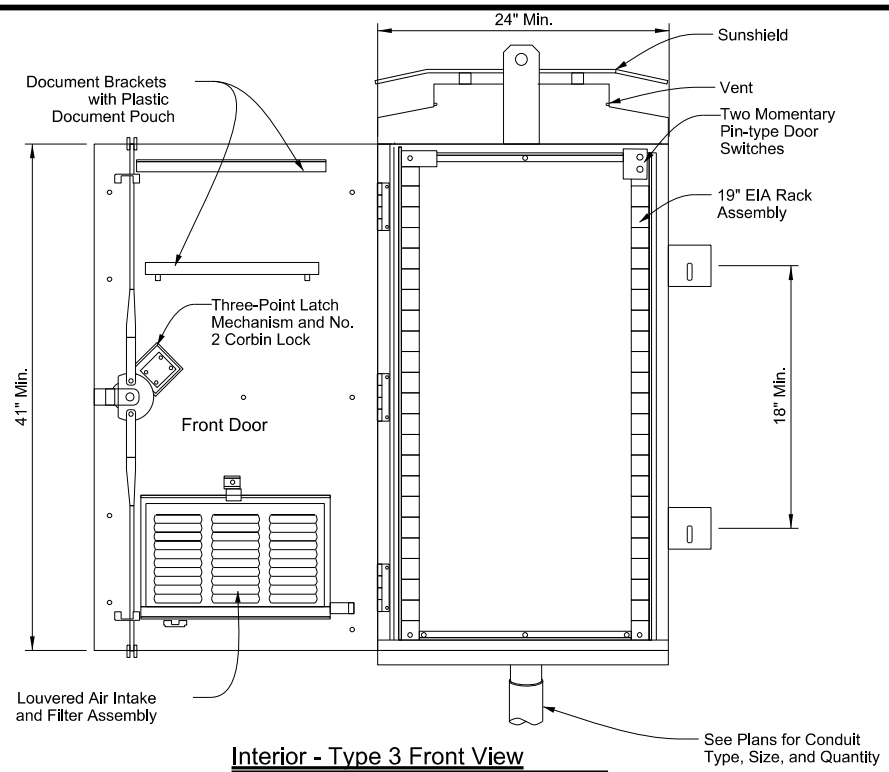 24" Min.
Sunshield
Document Brackets
with Plastic
Document Pouch
Vent
Two Momentary
Pin-type Door
Switches
19" EIA Rack
Assembly
Three-Point Latch
Mechanism and No.
2 Corbin Lock
41" Min.
18" Min.
Front Door
Louvered Air Intake
and Filter Assembly
See Plans for Conduit
Type, Size, and Quantity
Interior - Type 3 Front View